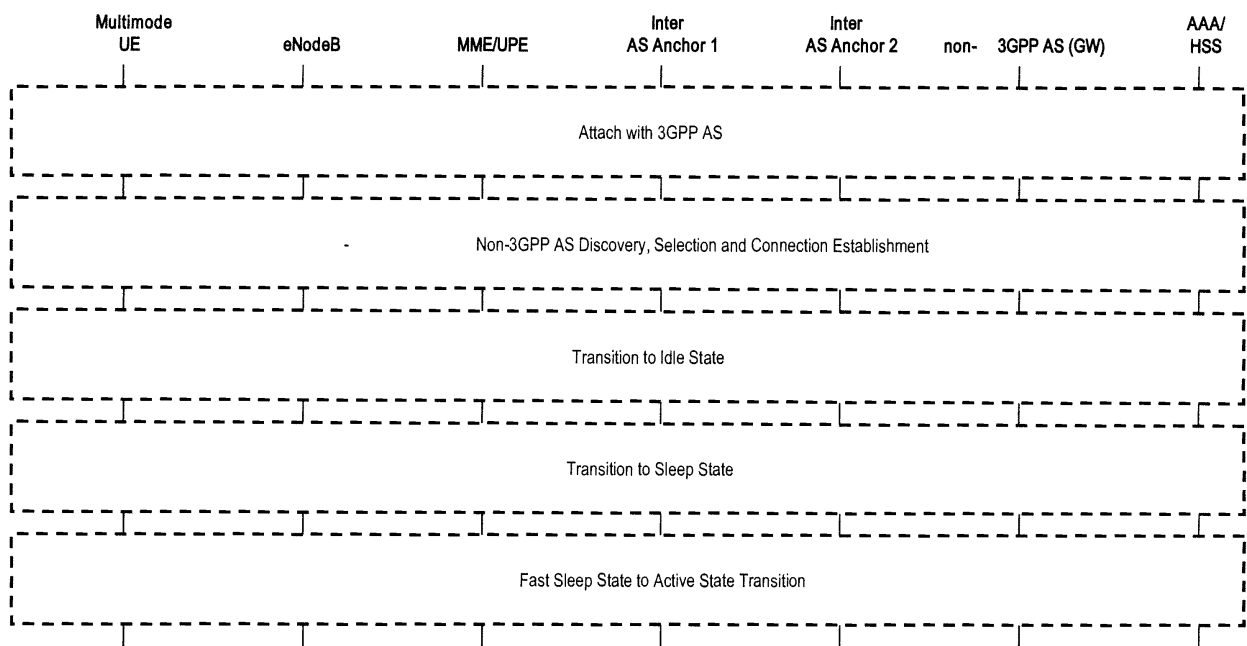 Multimode
UE
eNodeB
MME/UPE
Inter
AS Anchor 1
Inter
AS Anchor 2
non- 3GPP AS (GW)
AAA/
HSS
Attach with 3GPP AS
- Non-3GPP AS Discovery, Selection and Connection Establishment
Transition to Idle State
Transition to Sleep State
Fast Sleep State to Active State Transition